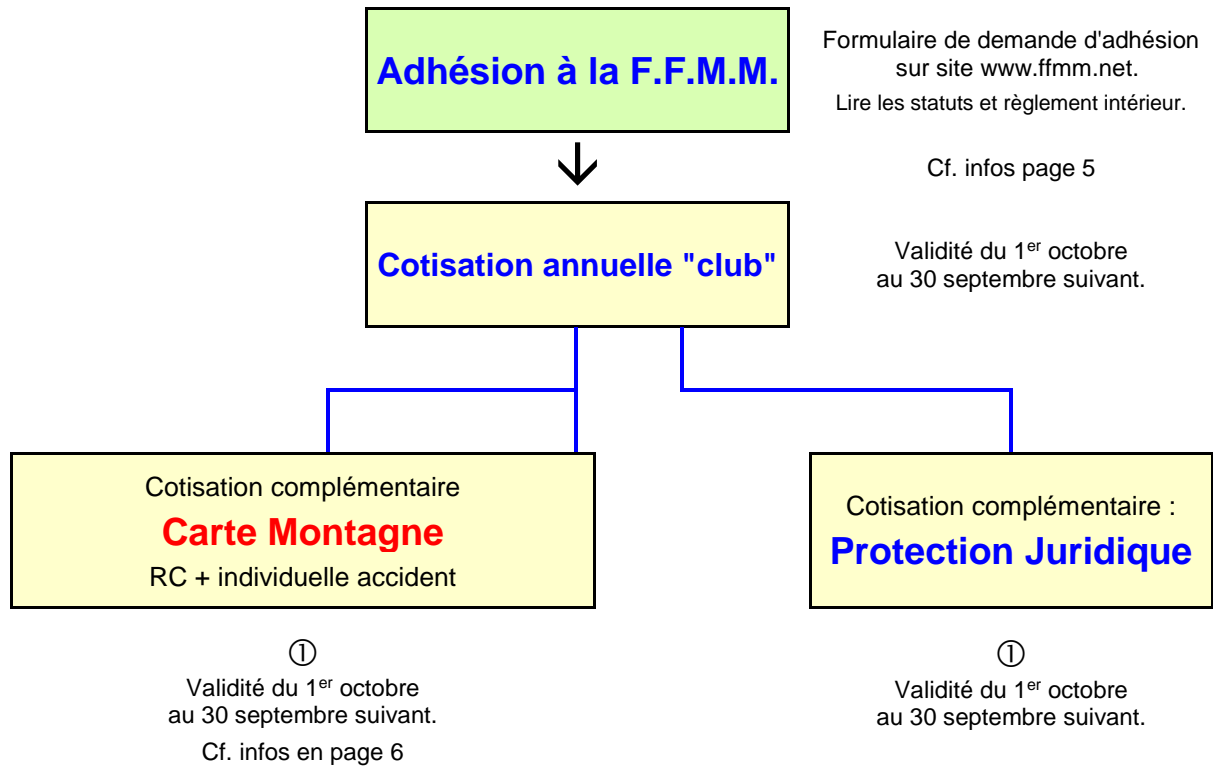 Adhésion à la F.F.M.M.
Formulaire de demande d'adhésion
sur site www.ffmm.net.
Lire les statuts et règlement intérieur.
Cf. infos page 5
Cotisation annuelle "club"
Validité du 1er octobre
au 30 septembre suivant.
Cotisation complémentaire
Carte Montagne
RC + individuelle accident
①
Validité du 1er octobre
au 30 septembre suivant.
Cf. infos en page 6
Cotisation complémentaire :
Protection Juridique
①
Validité du 1er octobre
au 30 septembre suivant.